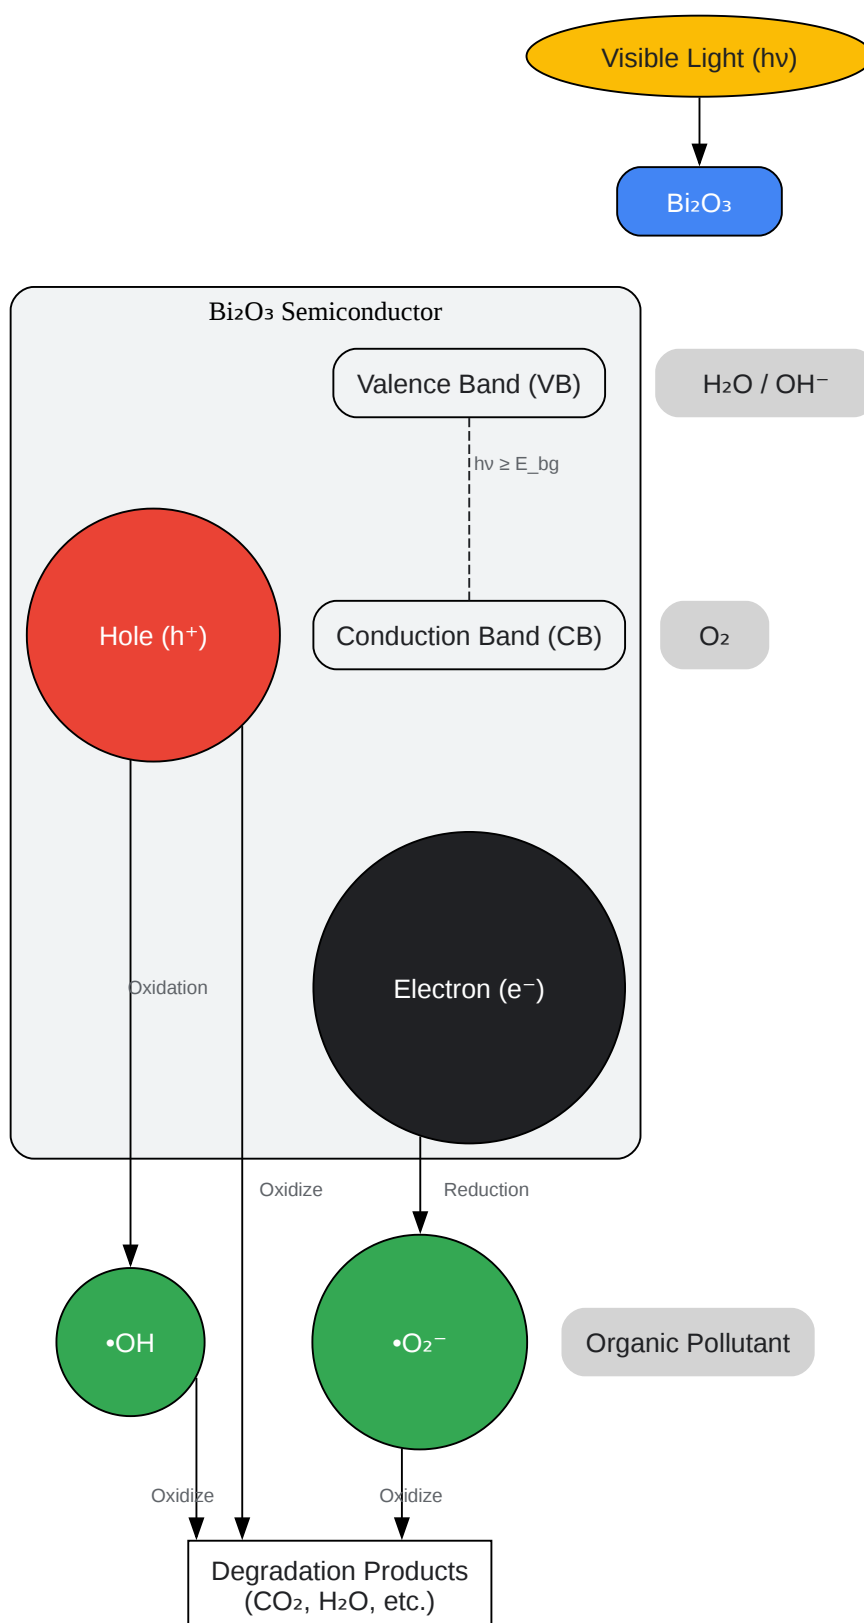 Visible Light (hν)
Bi₂O₃
Bi₂O₃ Semiconductor
Valence Band (VB)
H₂O / OH⁻
hν ≥ E_bg
Hole (h⁺)
Conduction Band (CB)
O₂
Oxidation
Electron (e⁻)
Oxidize
Reduction
•OH
•O₂⁻
Organic Pollutant
Oxidize
Oxidize
Degradation Products
(CO₂, H₂O, etc.)